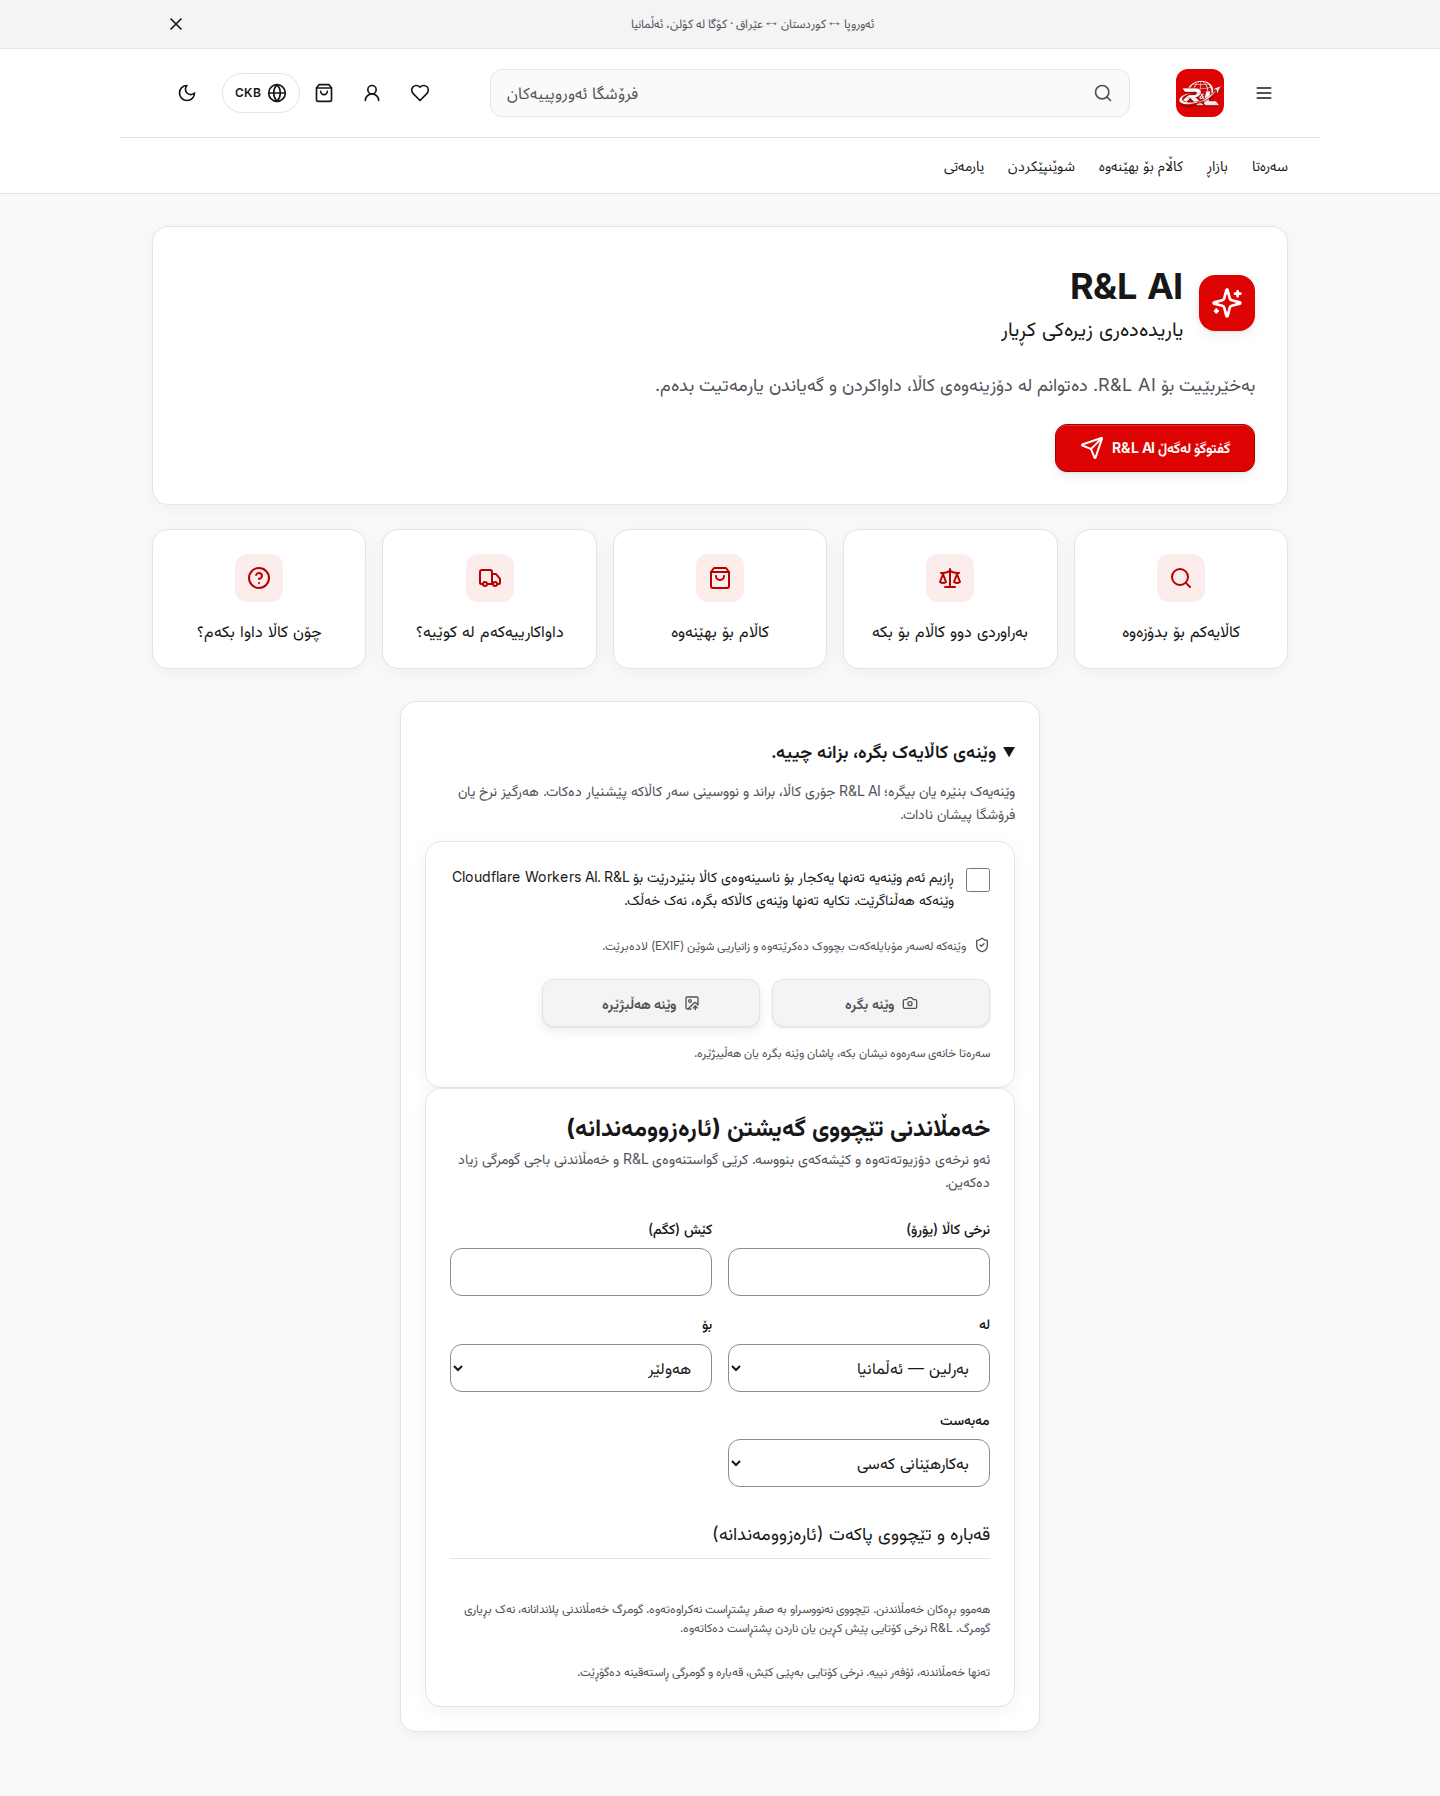 ئەوروپا ↔ کوردستان ↔ عێراق · کۆگا لە کۆلن، ئەڵمانیا
فرۆشگا ئەوروپییەکان
CKB
سەرەتا
بازاڕ
کاڵام بۆ بهێنەوە
شوێنپێکردن
یارمەتی
R&L AI
یاریدەدەری زیرەکی کڕیار
بەخێربێیت بۆ R&L AI. دەتوانم لە دۆزینەوەی کاڵا، داواکردن و گەیاندن یارمەتیت بدەم.
گفتوگۆ لەگەڵ R&L AI
کاڵایەکم بۆ بدۆزەوە
بەراوردی دوو کاڵام بۆ بکە
کاڵام بۆ بهێنەوە
داواکارییەکەم لە کوێیە؟
چۆن کاڵا داوا بکەم؟
وێنەی کاڵایەک بگرە، بزانە چییە.
وێنەیەک بنێرە یان بیگرە؛ R&L AI جۆری کاڵا، براند و نووسینی سەر کاڵاکە پێشنیار دەکات. هەرگیز نرخ یان
فرۆشگا پیشان نادات.
ڕازیم ئەم وێنەیە تەنها یەکجار بۆ ناسینەوەی کاڵا بنێردرێت بۆ Cloudflare Workers AI. R&L
وێنەکە هەڵناگرێت. تکایە تەنها وێنەی کاڵاکە بگرە، نەک خەڵک.
وێنەکە لەسەر مۆبایلەکەت بچووک دەکرێتەوە و زانیاریی شوێن (EXIF) لادەبرێت.
وێنە بگرە
وێنە هەڵبژێرە
سەرەتا خانەی سەرەوە نیشان بکە، پاشان وێنە بگرە یان هەڵیبژێرە.
خەمڵاندنی تێچووی گەیشتن (ئارەزوومەندانە)
ئەو نرخەی دۆزیوتەتەوە و کێشەکەی بنووسە. کرێی گواستنەوەی R&L و خەمڵاندنی باجی گومرگی زیاد
دەکەین.
نرخی کاڵا (یۆرۆ)
کێش (کگم)
لە
بۆ
بەرلین — ئەڵمانیا
هەولێر
مەبەست
بەکارهێنانی کەسی
قەبارە و تێچووی پاکەت (ئارەزوومەندانە)
هەموو بڕەکان خەمڵاندنن. تێچووی نەنووسراو بە صفر پشتڕاست نەکراوەتەوە. گومرگ خەمڵاندنی پلاندانانە، نەک بڕیاری
گومرگ. R&L نرخی کۆتایی پێش کڕین یان ناردن پشتڕاست دەکاتەوە.
تەنها خەمڵاندنە، ئۆفەر نییە. نرخی کۆتایی بەپێی کێش، قەبارە و گومرگی ڕاستەقینە دەگۆڕێت.